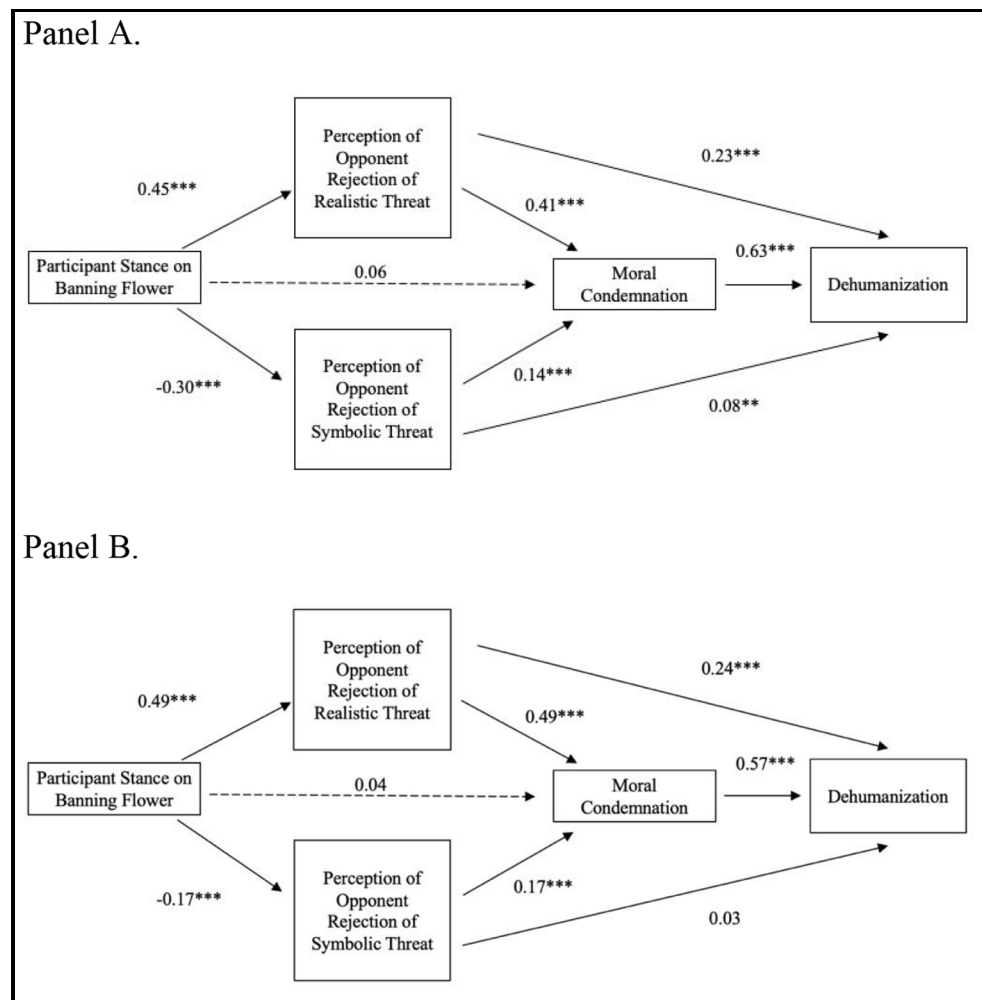 Panel A.
Perception of
Opponent
Rejection of
Realistic Threat
0.23***
0.45***
0.41***
Participant Stance on
Banning Flower
0.06
Moral
Condemnation
0.63***
Dehumanization
-0.30***
Perception of
Opponent
Rejection of
Symbolic Threat
0.14***
0.08**
Panel B.
Perception of
Opponent
Rejection of
Realistic Threat
0.24***
0.49***
0.49***
Participant Stance on
Banning Flower
0.04
Moral
Condemnation
0.57***
Dehumanization
-0.17***
Perception of
Opponent
Rejection of
Symbolic Threat
0.17***
0.03